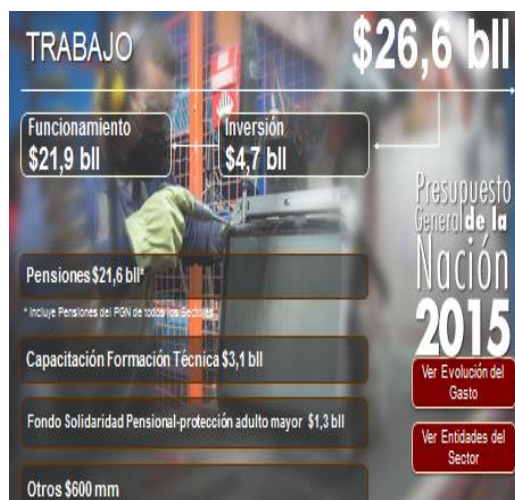 TRABAJO
$26,6 bll
Funcionamiento
$21,9 bll
Inversión
$4,7 bll
Presupuesto
General de la
Nación
2015
Pensiones $21,6 bll*
* Incluye Pensiones del PGN de todos los Sectores
Capacitación Formación Técnica $3,1 bll
Fondo Solidaridad Pensional-protección adulto mayor $1,3 bll
Otros $600 mm
Ver Evolución del
Gasto
Ver Entidades del
Sector